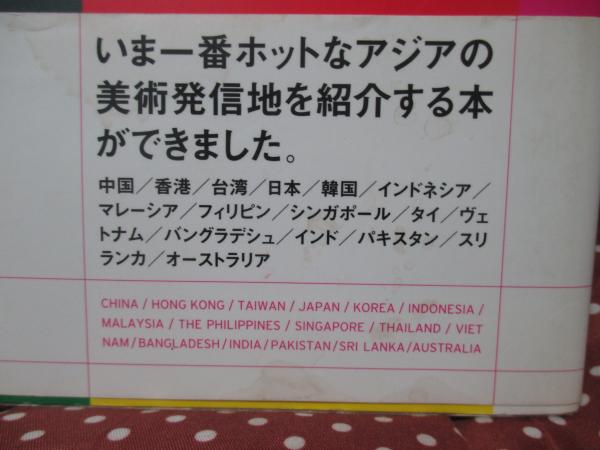 いま一番ホットなアジアの
美術発信地を紹介する本
ができました。
中国／香港／台湾／日本／韓国／インドネシア／
マレーシア／フィリピン／シンガポール／タイ／ヴェ
トナム／バングラデシュ／インド／パキスタン／スリ
ランカ／オーストラリア
CHINA / HONG KONG / TAIWAN / JAPAN / KOREA / INDONESIA /
MALAYSIA / THE PHILIPPINES / SINGAPORE / THAILAND / VIET
NAM / BANGLADESH / INDIA / PAKISTAN / SRI LANKA / AUSTRALIA